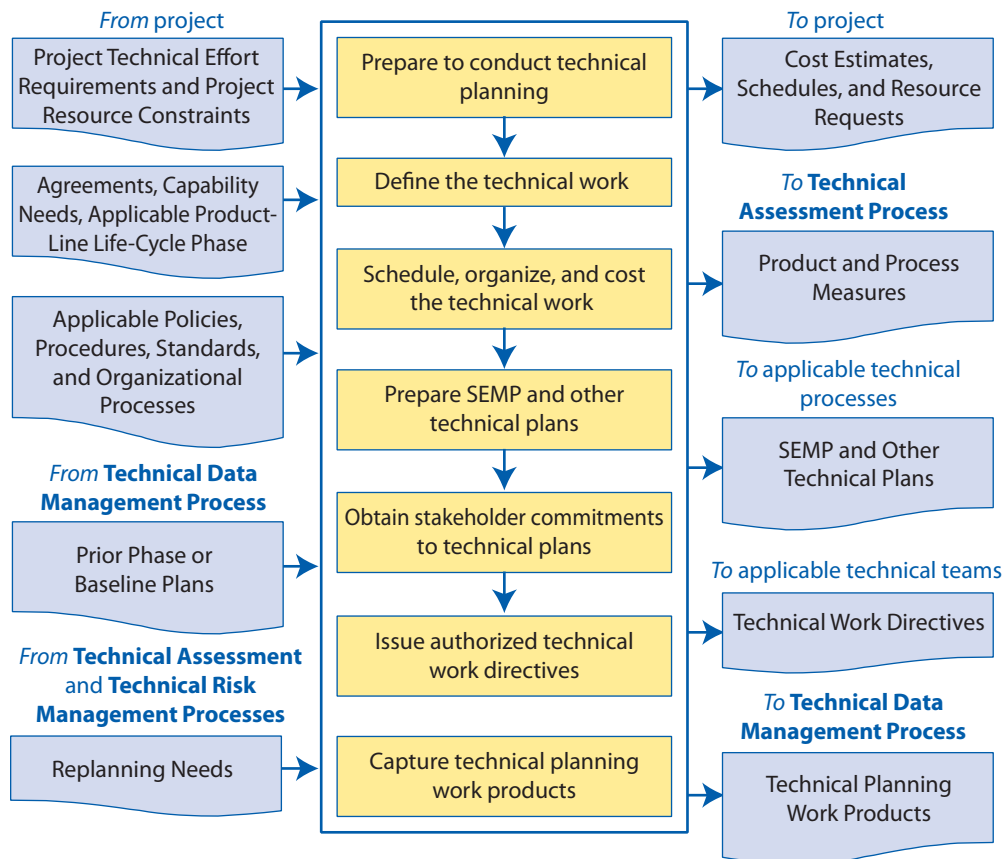 From project
Project Technical Effort
Requirements and Project
Resource Constraints
Agreements, Capability
Needs, Applicable Product-
Line Life-Cycle Phase
Applicable Policies,
Procedures, Standards,
and Organizational
Processes
From Technical Data
Management Process
Prior Phase or
Baseline Plans
From Technical Assessment
and Technical Risk
Management Processes
Replanning Needs
Prepare to conduct technical
planning
Define the technical work
Schedule, organize, and cost
the technical work
Prepare SEMP and other
technical plans
Obtain stakeholder commitments
to technical plans
Issue authorized technical
work directives
Capture technical planning
work products
To project
Cost Estimates,
Schedules, and Resource
Requests
To Technical
Assessment Process
Product and Process
Measures
To applicable technical
processes
SEMP and Other
Technical Plans
To applicable technical teams
Technical Work Directives
To Technical Data
Management Process
Technical Planning
Work Products